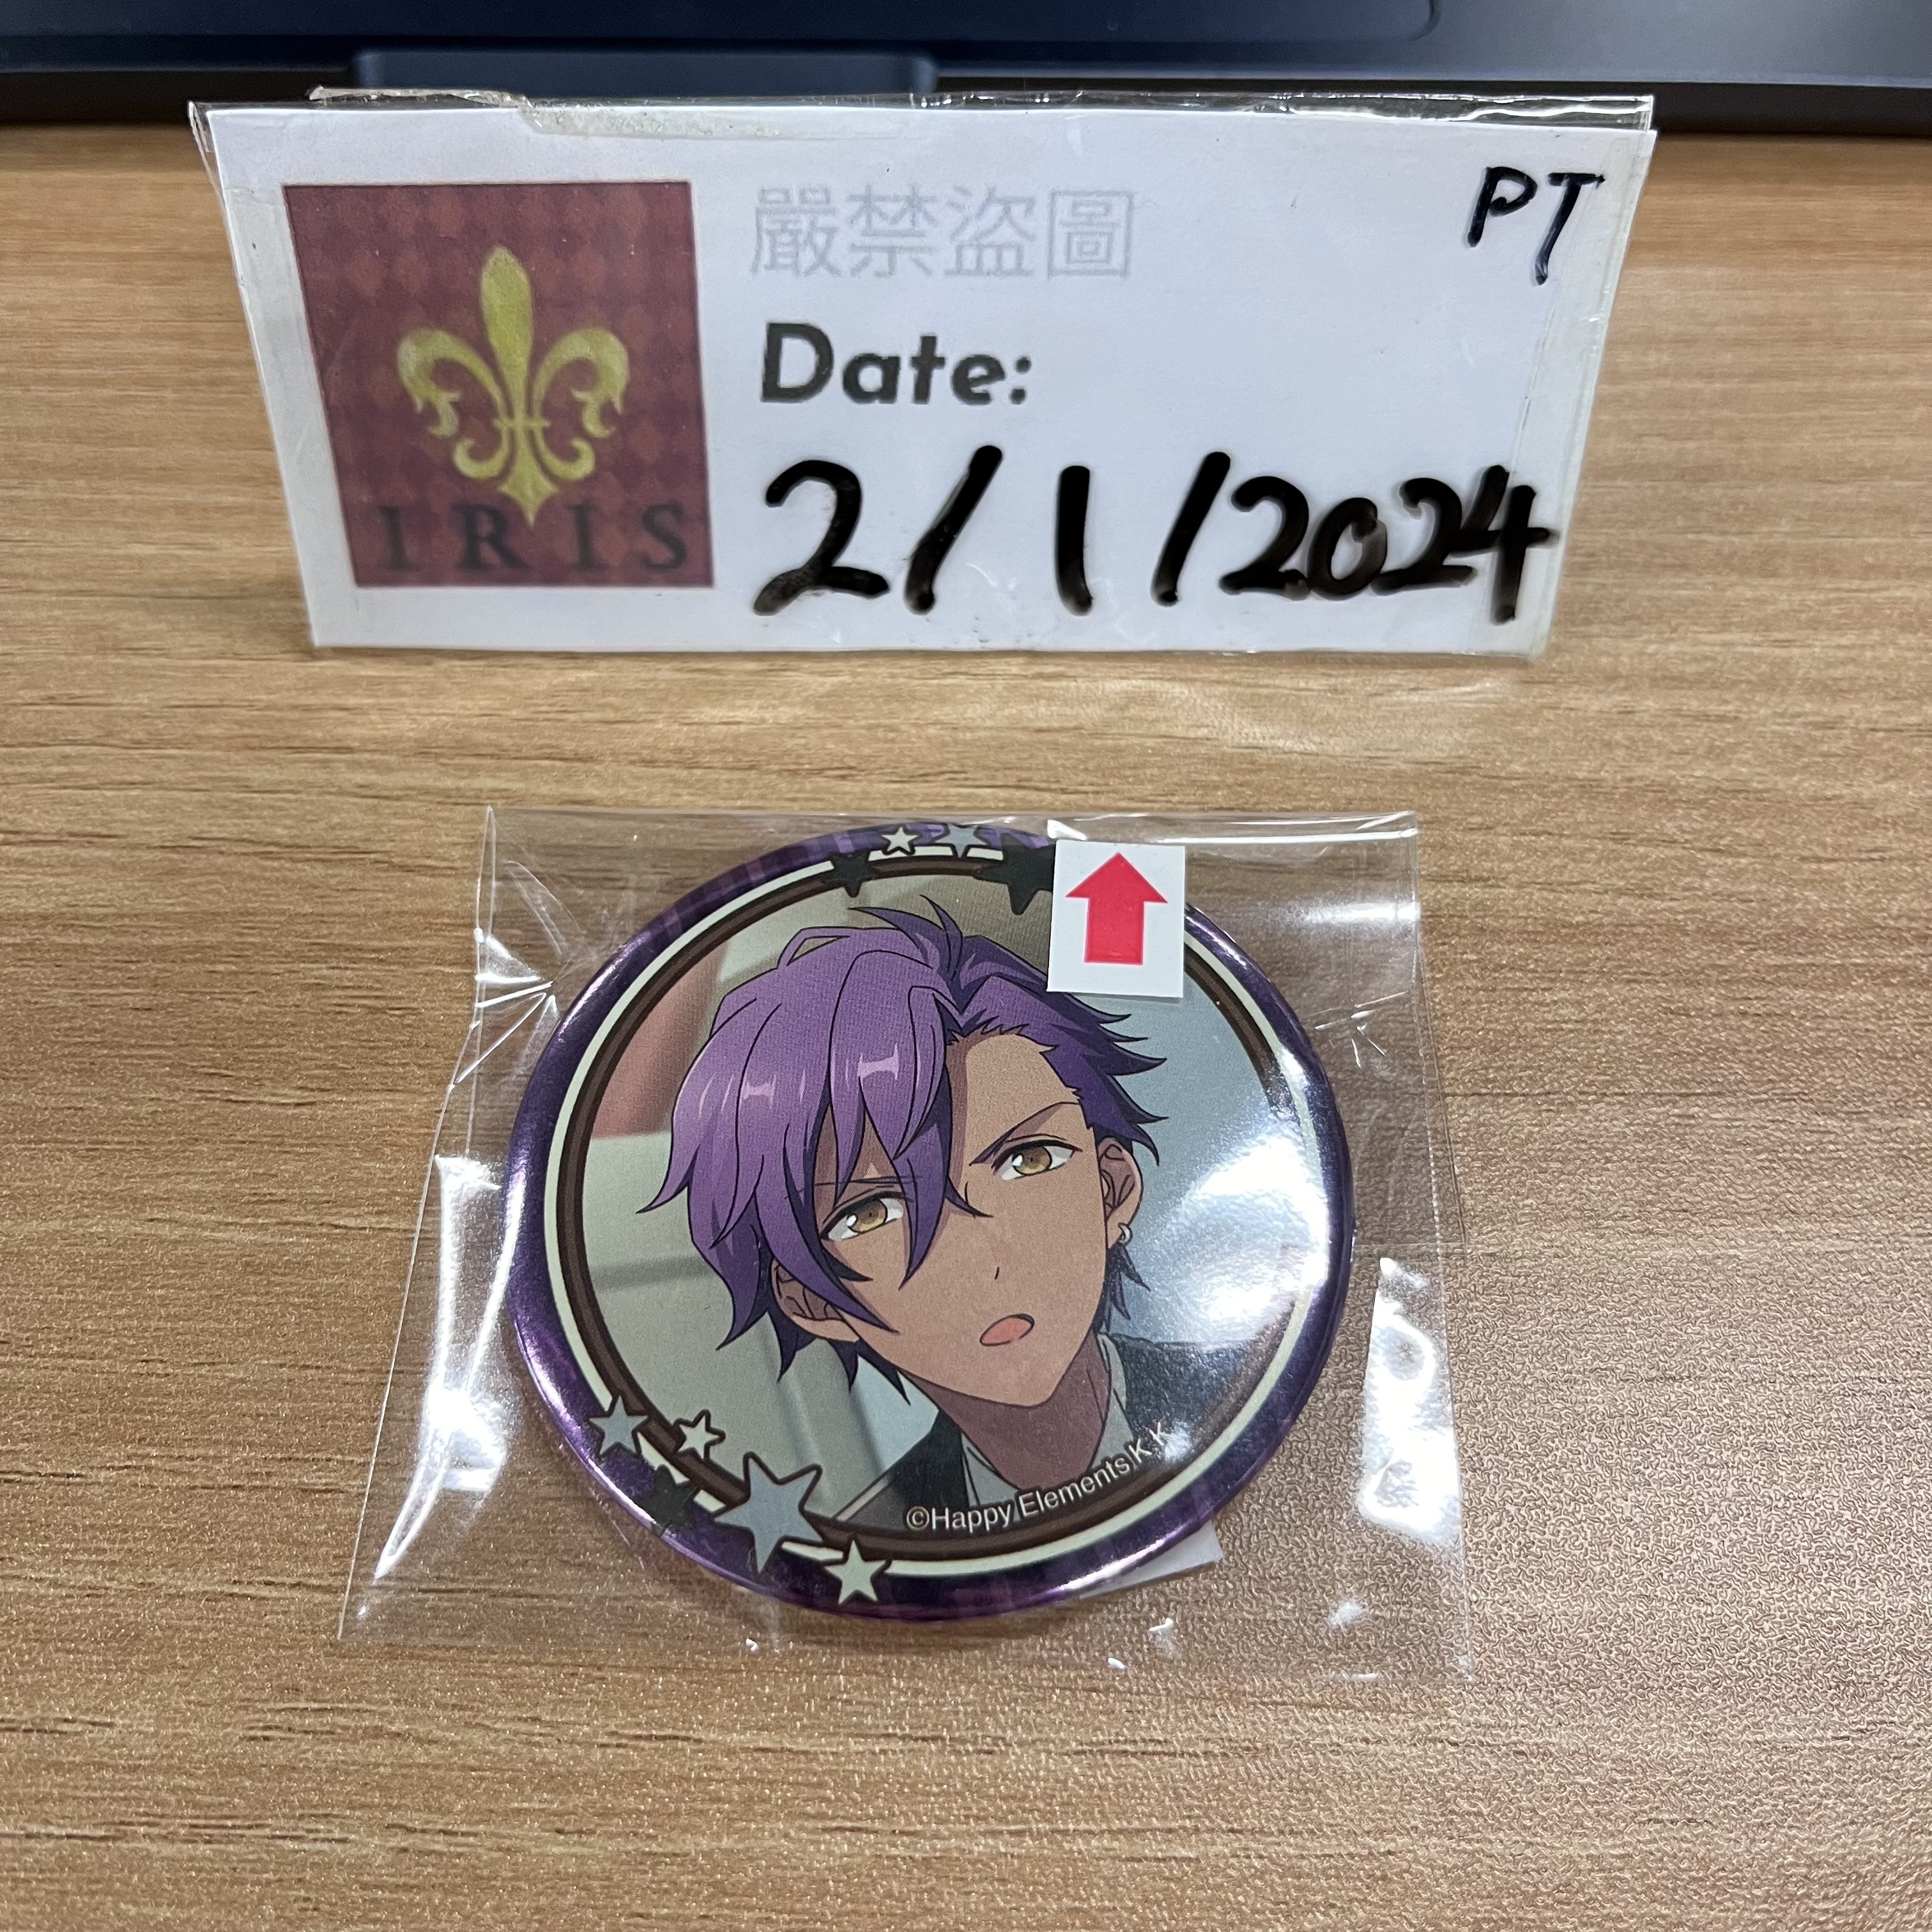 嚴禁盜圖
PT
Date:
2/1/2024
IRIS
©Happy Elements K.K